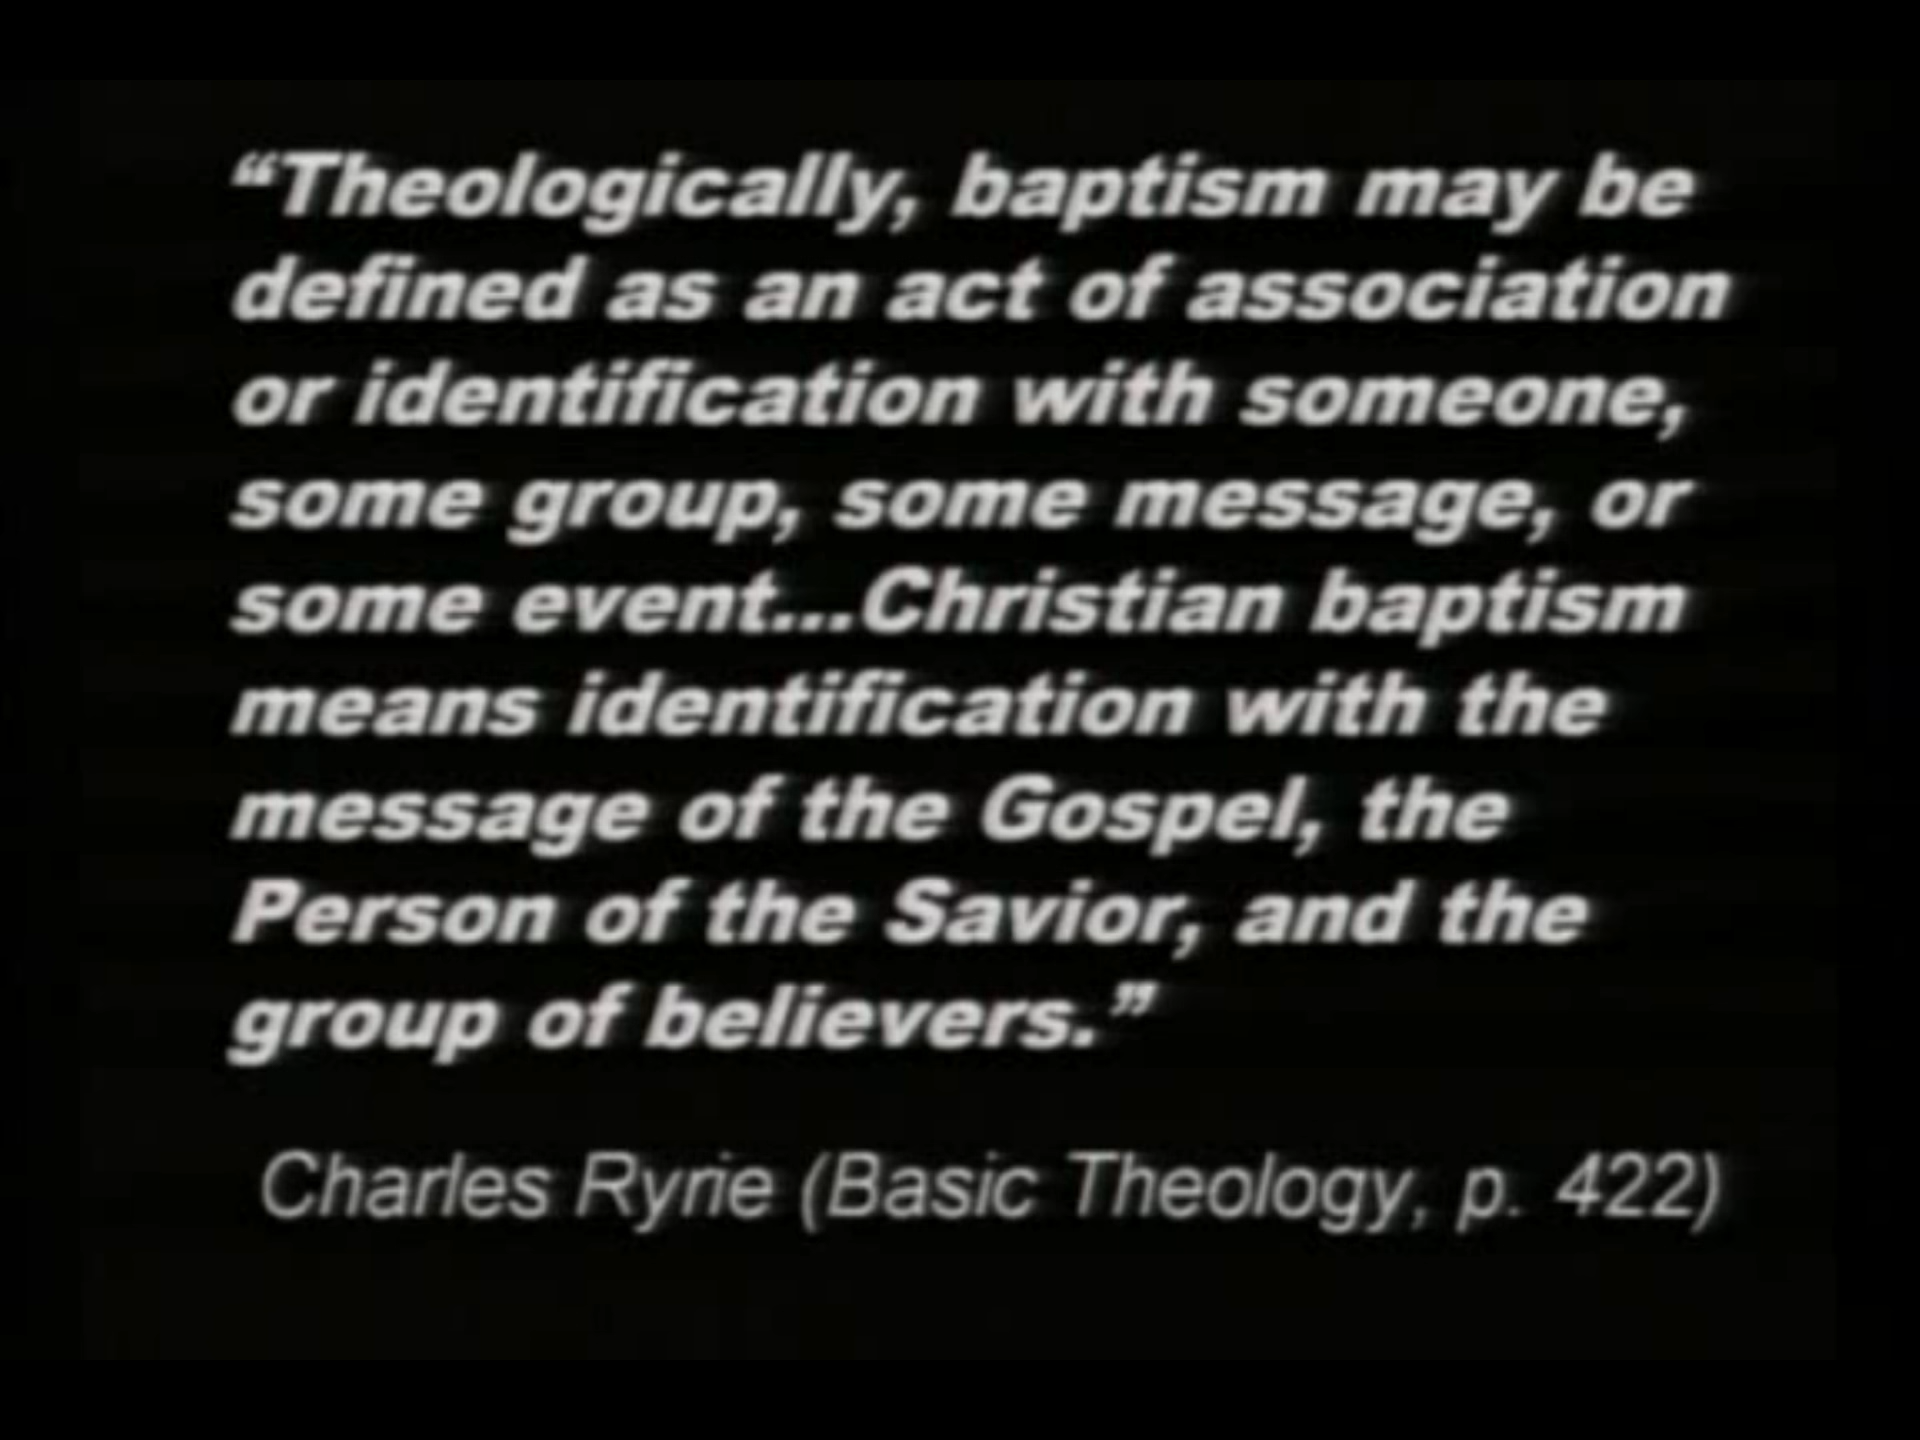 “Theologically, baptism may be
defined as an act of association
or identification with someone,
some group, some message, or
some event...Christian baptism
means identification with the
message of the Gospel, the
Person of the Savior, and the
group of believers.”
Charles Ryrie (Basic Theology, p. 422)